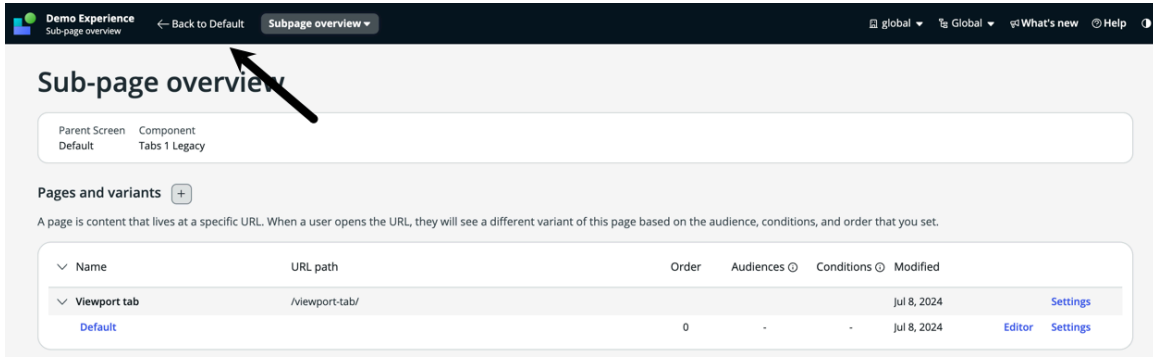 Demo Experience
Sub-page overview
← Back to Default
Subpage overview
global
Global
What's new
Help
Sub-page overview
Parent Screen Component
Default Tabs 1 Legacy
Pages and variants +
A page is content that lives at a specific URL. When a user opens the URL, they will see a different variant of this page based on the audience, conditions, and order that you set.
Name URL path Order Audiences Conditions Modified
Viewport tab /viewport-tab/ Jul 8, 2024 Settings
Default 0 - - Jul 8, 2024 Editor Settings